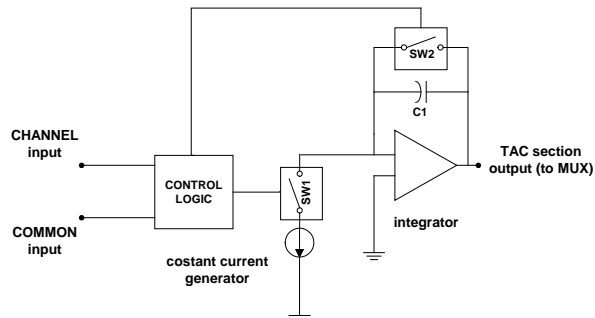 SW2
C1
CHANNEL
input
TAC section
output (to MUX)
CONTROL
LOGIC
SW1
integrator
COMMON
input
costant current
generator